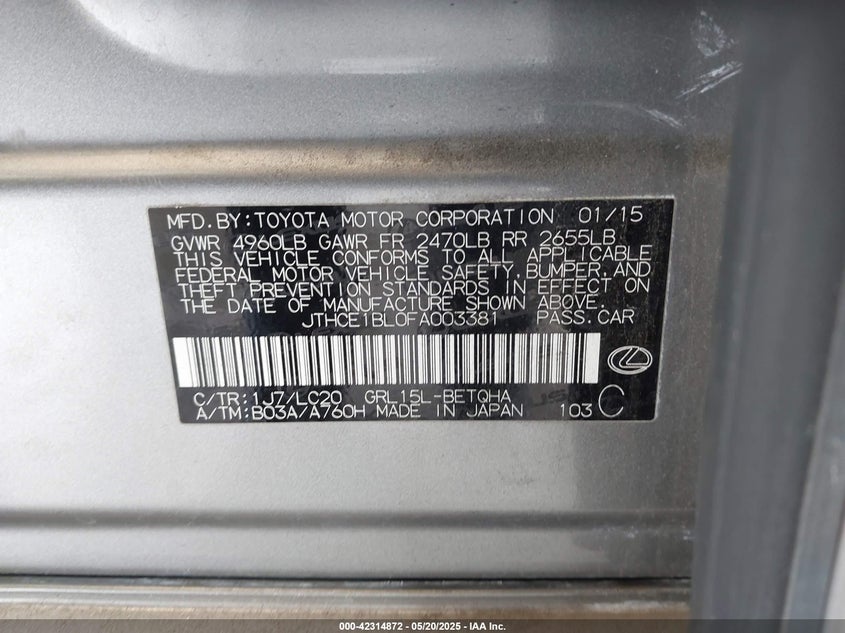 MFD.BY:TOYOTA MOTOR CORPORATION 01/15
GVWR 4960LB GAWR FR 2470LB RR 2655LB
THIS VEHICLE CONFORMS TO ALL APPLICABLE
FEDERAL MOTOR VEHICLE SAFETY,BUMPER,AND
THEFT PREVENTION STANDARDS IN EFFECT ON
THE DATE OF MANUFACTURE SHOWN ABOVE.
JTHCE1BL0FA003381 PASS.CAR
C/TR:1J7/LC20 GRL15L-BETQHA
A/TM:B03A/A760H MADE IN JAPAN 103 C
000-42314872 - 05/20/2025 - IAA Inc.